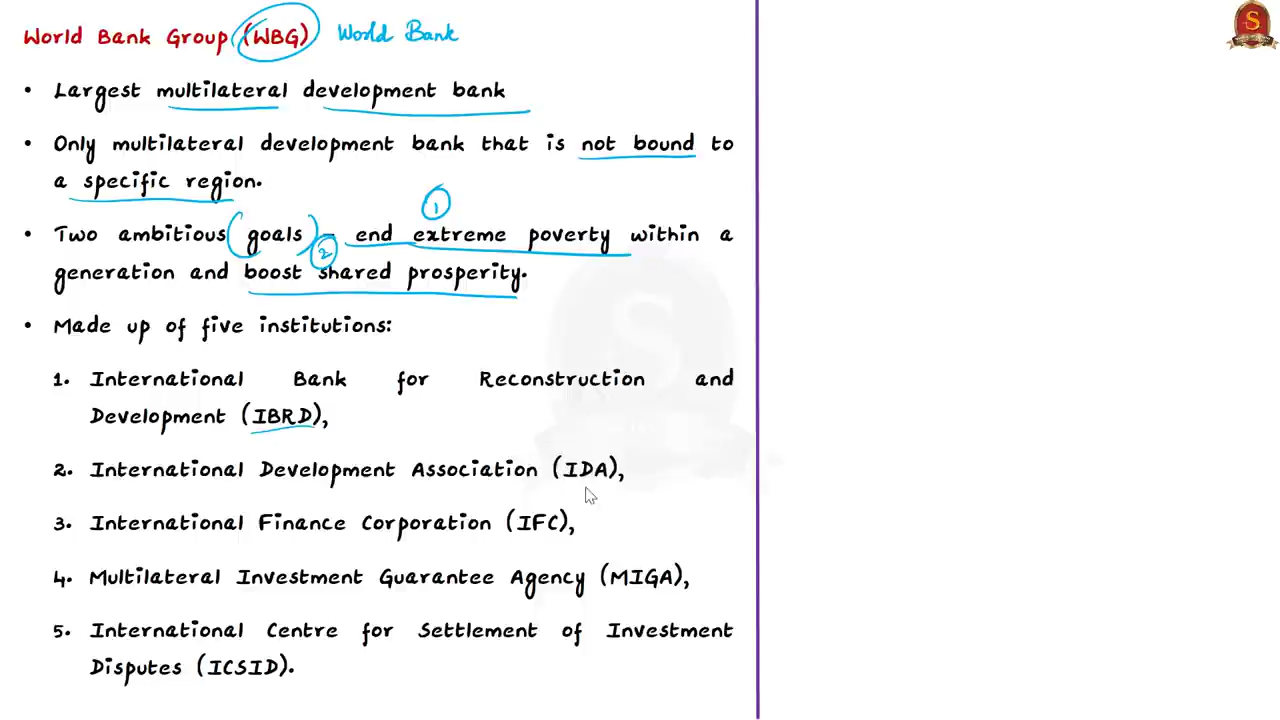 World Bank Group (WBG) World Bank
• Largest multilateral development bank
• Only multilateral development bank that is not bound to
a specific region.
1
• Two ambitious goals - end extreme poverty within a
2
generation and boost shared prosperity.
• Made up of five institutions:
1. International Bank for Reconstruction and
Development (IBRD),
2. International Development Association (IDA),
3. International Finance Corporation (IFC),
4. Multilateral Investment Guarantee Agency (MIGA),
5. International Centre for Settlement of Investment
Disputes (ICSID).
S